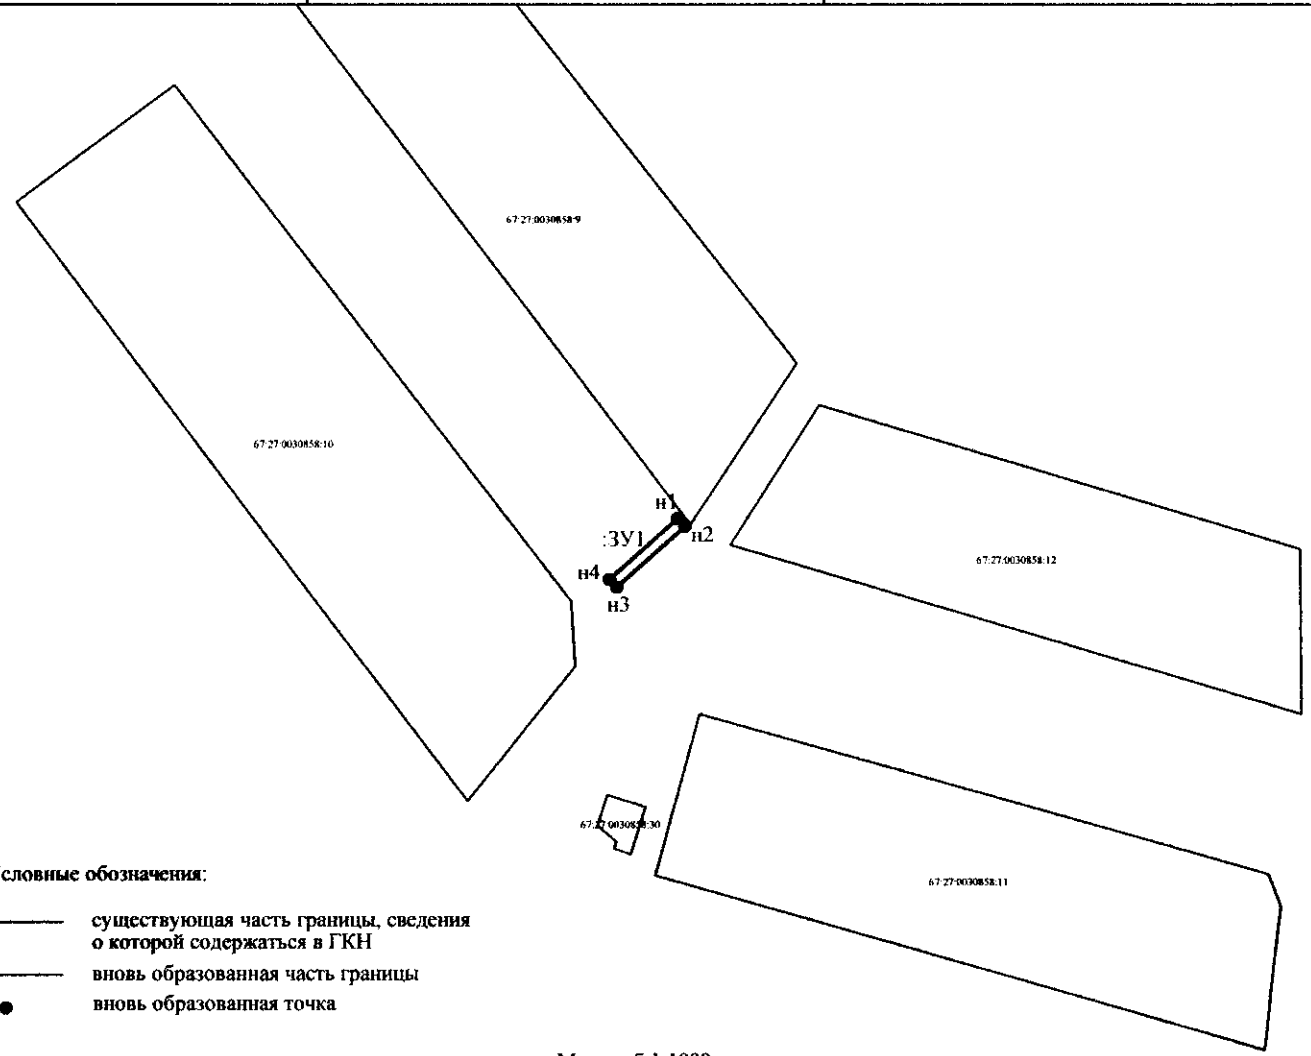 67:27:0030858:9
67:27:0030858:10
н1
н2
:ЗУ1
67:27:0030858:12
н4
н3
67:27:0030858:30
67:27:0030858:11
словные обозначения:
существующая часть границы, сведения
о которой содержаться в ГКН
вновь образованная часть границы
вновь образованная точка